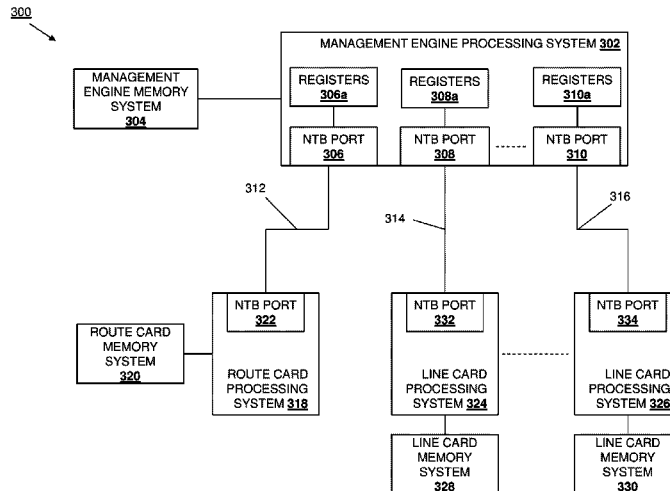 300
MANAGEMENT ENGINE PROCESSING SYSTEM 302
MANAGEMENT
ENGINE MEMORY
SYSTEM
304
REGISTERS
306a
REGISTERS
308a
REGISTERS
310a
NTB PORT
306
NTB PORT
308
NTB PORT
310
312
314
316
NTB PORT
322
NTB PORT
332
NTB PORT
334
ROUTE CARD
MEMORY
SYSTEM
320
ROUTE CARD
PROCESSING
SYSTEM 318
LINE CARD
PROCESSING
SYSTEM 324
LINE CARD
PROCESSING
SYSTEM 326
LINE CARD
MEMORY
SYSTEM
328
LINE CARD
MEMORY
SYSTEM
330